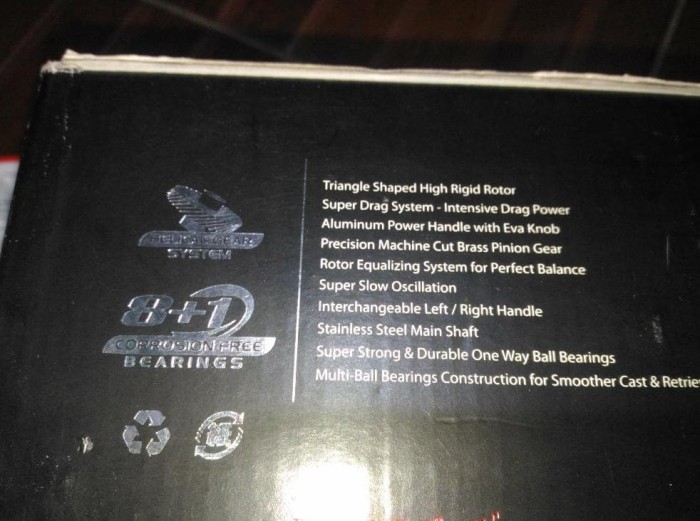 HELICAL GEAR
SYSTEM
8+1
CORROSION FREE
BEARINGS
Triangle Shaped High Rigid Rotor
Super Drag System - Intensive Drag Power
Aluminum Power Handle with Eva Knob
Precision Machine Cut Brass Pinion Gear
Rotor Equalizing System for Perfect Balance
Super Slow Oscillation
Interchangeable Left / Right Handle
Stainless Steel Main Shaft
Super Strong & Durable One Way Ball Bearings
Multi-Ball Bearings Construction for Smoother Cast & Retrie